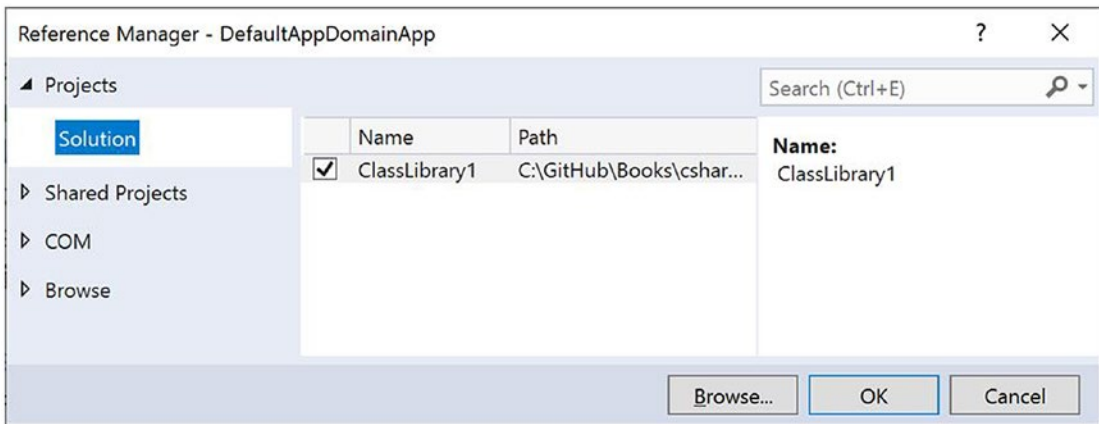 Reference Manager - DefaultAppDomainApp ?
Projects
Search (Ctrl+E)
Solution
Name Path
ClassLibrary1 C:\GitHub\Books\cshar...
Name:
ClassLibrary1
Shared Projects
COM
Browse
Browse... OK Cancel